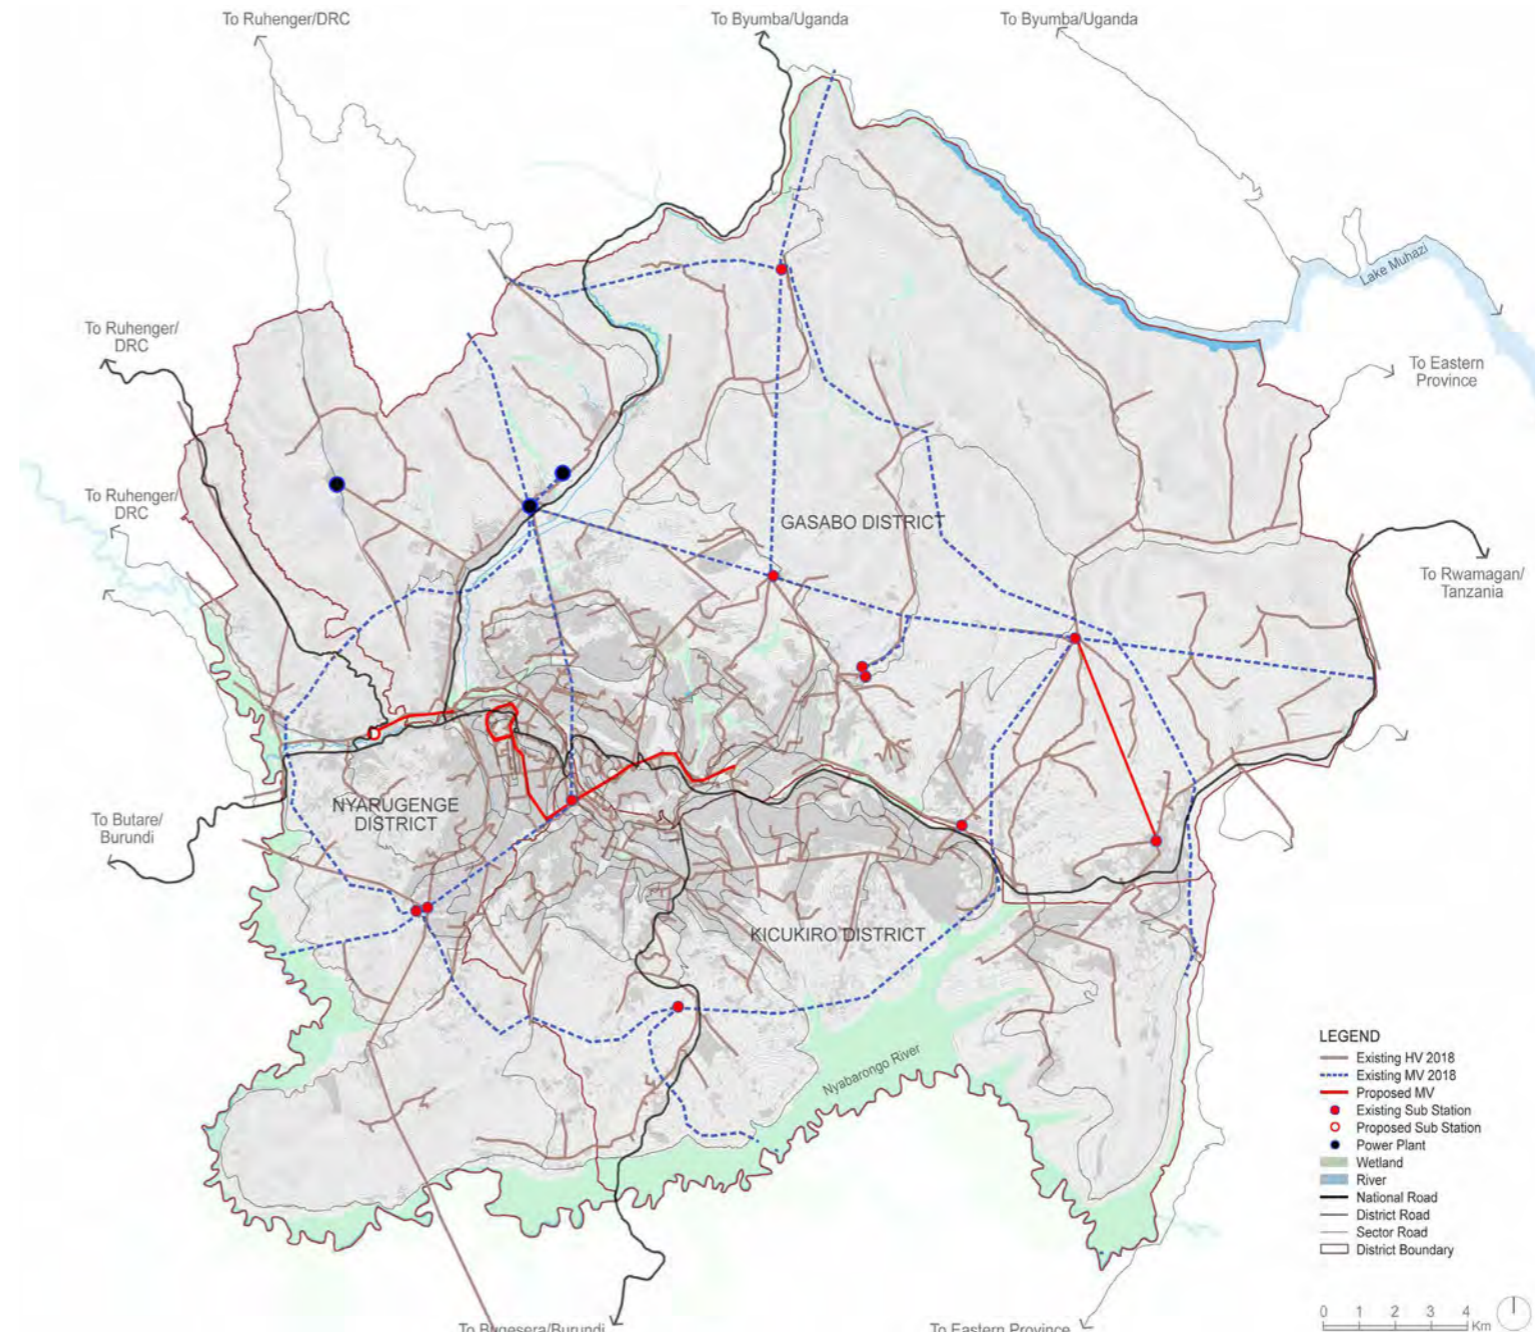 To Ruhenger/DRC
To Byumba/Uganda
To Byumba/Uganda
Lake Muhazi
To Ruhenger/
DRC
To Eastern
Province
To Ruhenger/
DRC
GASABO DISTRICT
To Rwamagan/
Tanzania
NYARUGENGE
DISTRICT
To Butare/
Burundi
KICUKIRO DISTRICT
Nyabarongo River
LEGEND
Existing HV 2018
Existing MV 2018
Proposed MV
Existing Sub Station
Proposed Sub Station
Power Plant
Wetland
River
National Road
District Road
Sector Road
District Boundary
0 1 2 3 4
Km
To Bugesera/Burundi
To Eastern Province